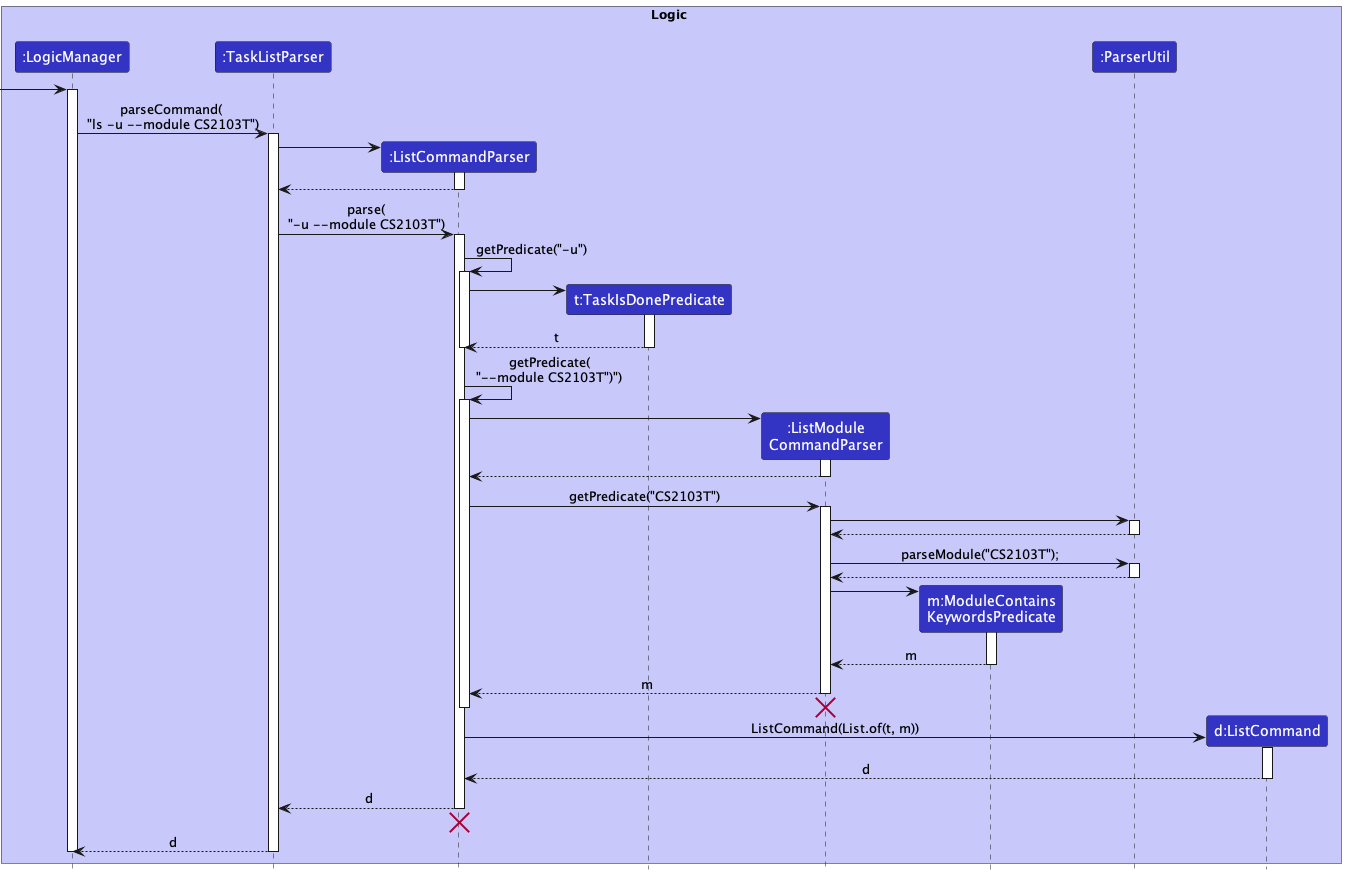 Logic
:LogicManager
:TaskListParser
:ParserUtil
parseCommand(
"ls -u --module CS2103T")
:ListCommandParser
parse(
"-u --module CS2103T")
getPredicate("-u")
t:TaskIsDonePredicate
t
getPredicate(
"--module CS2103T")")
:ListModule
CommandParser
getPredicate("CS2103T")
parseModule("CS2103T");
m:ModuleContains
KeywordsPredicate
m
m
ListCommand(List.of(t, m))
d:ListCommand
d
d
d